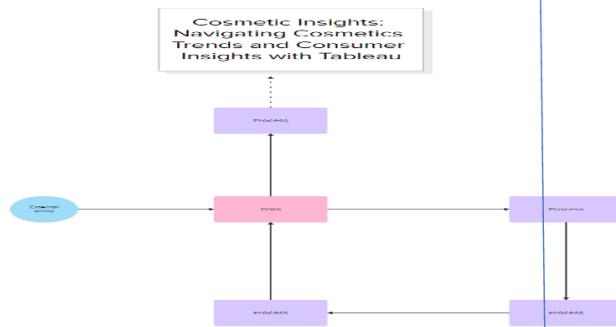 Cosmetic Insights:
Navigating Cosmetics
Trends and Consumer
Insights with Tableau
Process
External
entity
Data
Process
Process
Process